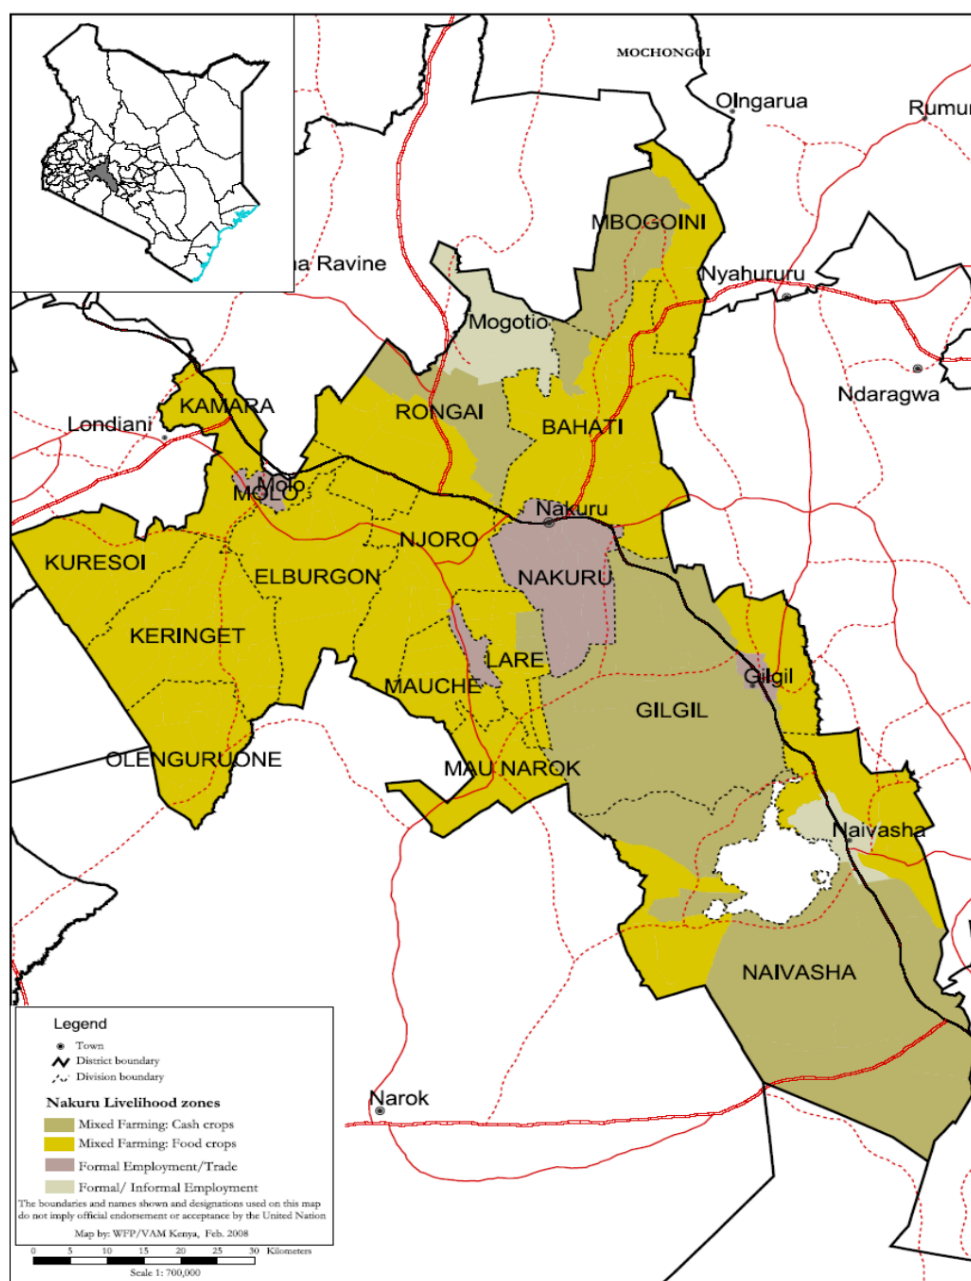 MOCHONGOI
Olngarua
MBOGOINI
Ravine
Nyahururu
Mogotio
Ndaragwa
KAMARA
RONGAI
Londiani
BAHATI
Molo
MOLO
Nakuru
NJORO
KURESOI
ELBURGON
NAKURU
KERINGET
LARE
Gilgil
MAUCHE
GILGIL
OLENGURUONE
MAU NAROK
Naivasha
NAIVASHA
Narok
Legend
Town
District boundary
Division boundary
Nakuru Livelihood zones
Mixed Farming: Cash crops
Mixed Farming: Food crops
Formal Employment/Trade
Formal/ Informal Employment
The boundaries and names shown and designations used on this map
do not imply official endorsement or acceptance by the United Nation
Map by: WFP/VAM Kenya, Feb. 2008
0 5 10 15 20 25 30 Kilometers
Scale 1: 700,000